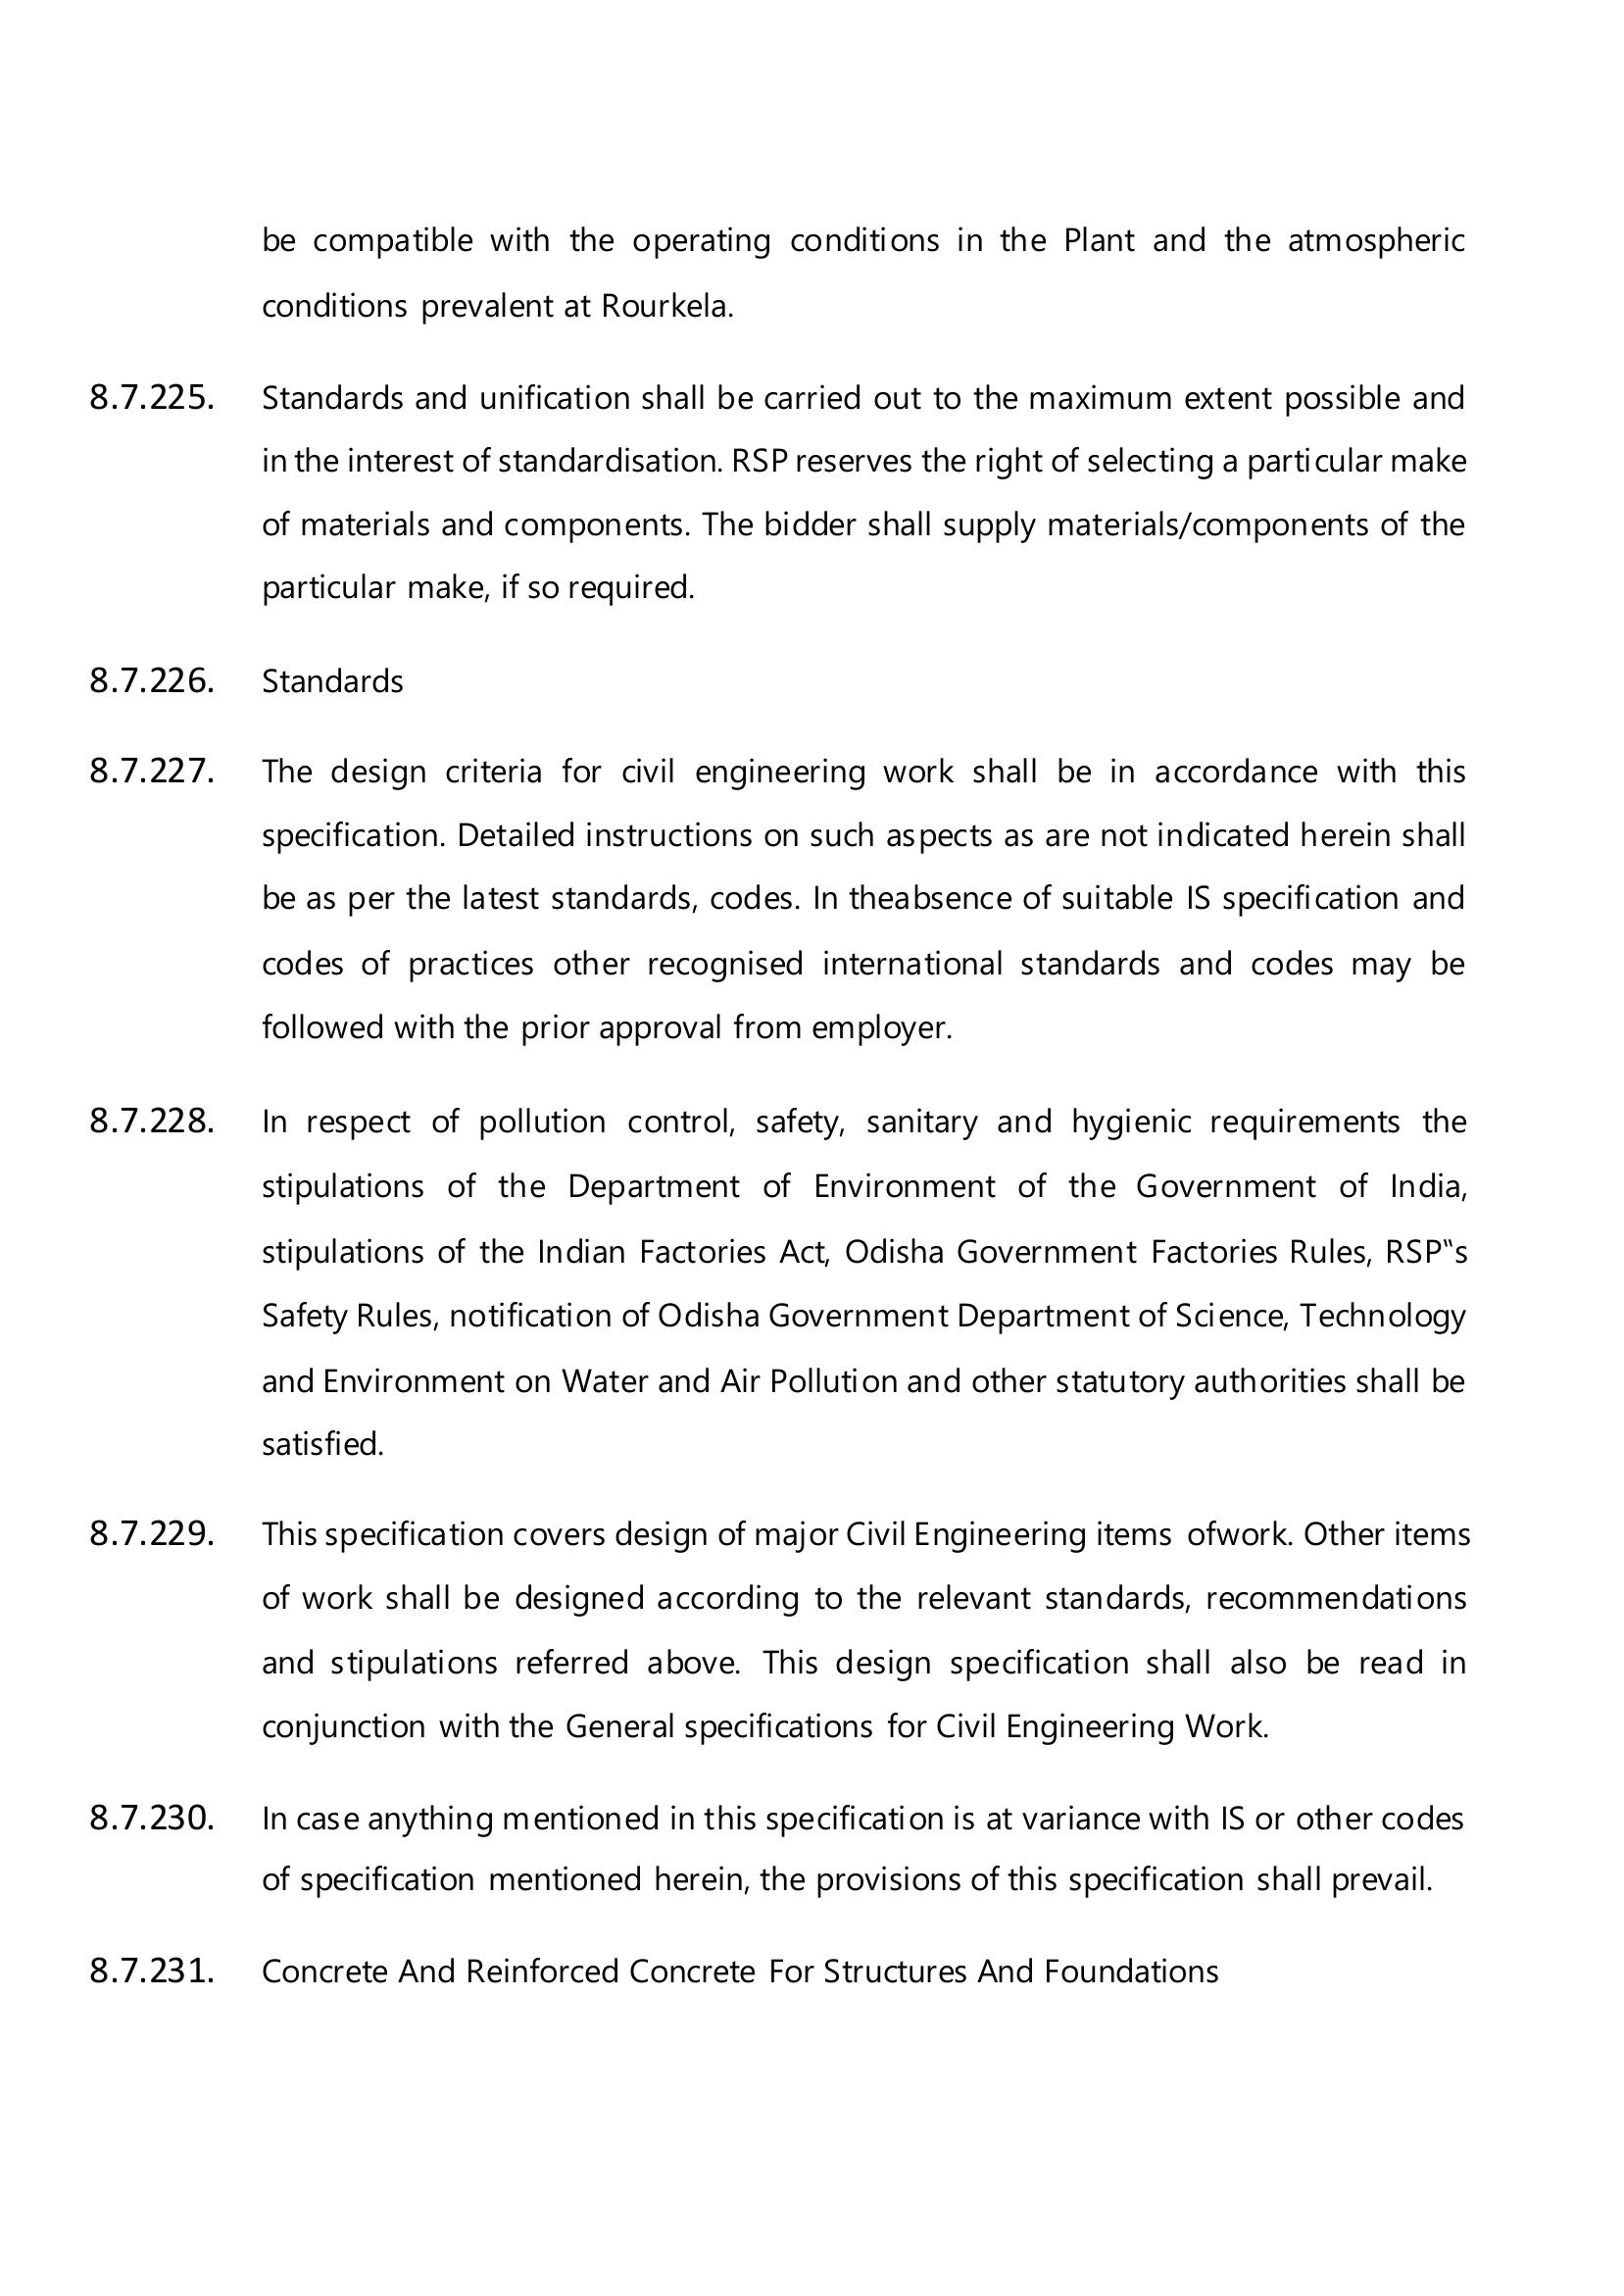 be compatible with the operating conditions in the Plant and the atmospheric
conditions prevalent at Rourkela.
8.7.225. Standards and unification shall be carried out to the maximum extent possible and
in the interest of standardisation. RSP reserves the right of selecting a particular make
of materials and components. The bidder shall supply materials/components of the
particular make, if so required.
8.7.226. Standards
8.7.227. The design criteria for civil engineering work shall be in accordance with this
specification. Detailed instructions on such aspects as are not indicated herein shall
be as per the latest standards, codes. In theabsence of suitable IS specification and
codes of practices other recognised international standards and codes may be
followed with the prior approval from employer.
8.7.228. In respect of pollution control, safety, sanitary and hygienic requirements the
stipulations of the Department of Environment of the Government of India,
stipulations of the Indian Factories Act, Odisha Government Factories Rules, RSP‟s
Safety Rules, notification of Odisha Government Department of Science, Technology
and Environment on Water and Air Pollution and other statutory authorities shall be
satisfied.
8.7.229. This specification covers design of major Civil Engineering items ofwork. Other items
of work shall be designed according to the relevant standards, recommendations
and stipulations referred above. This design specification shall also be read in
conjunction with the General specifications for Civil Engineering Work.
8.7.230. In case anything mentioned in this specification is at variance with IS or other codes
of specification mentioned herein, the provisions of this specification shall prevail.
8.7.231. Concrete And Reinforced Concrete For Structures And Foundations